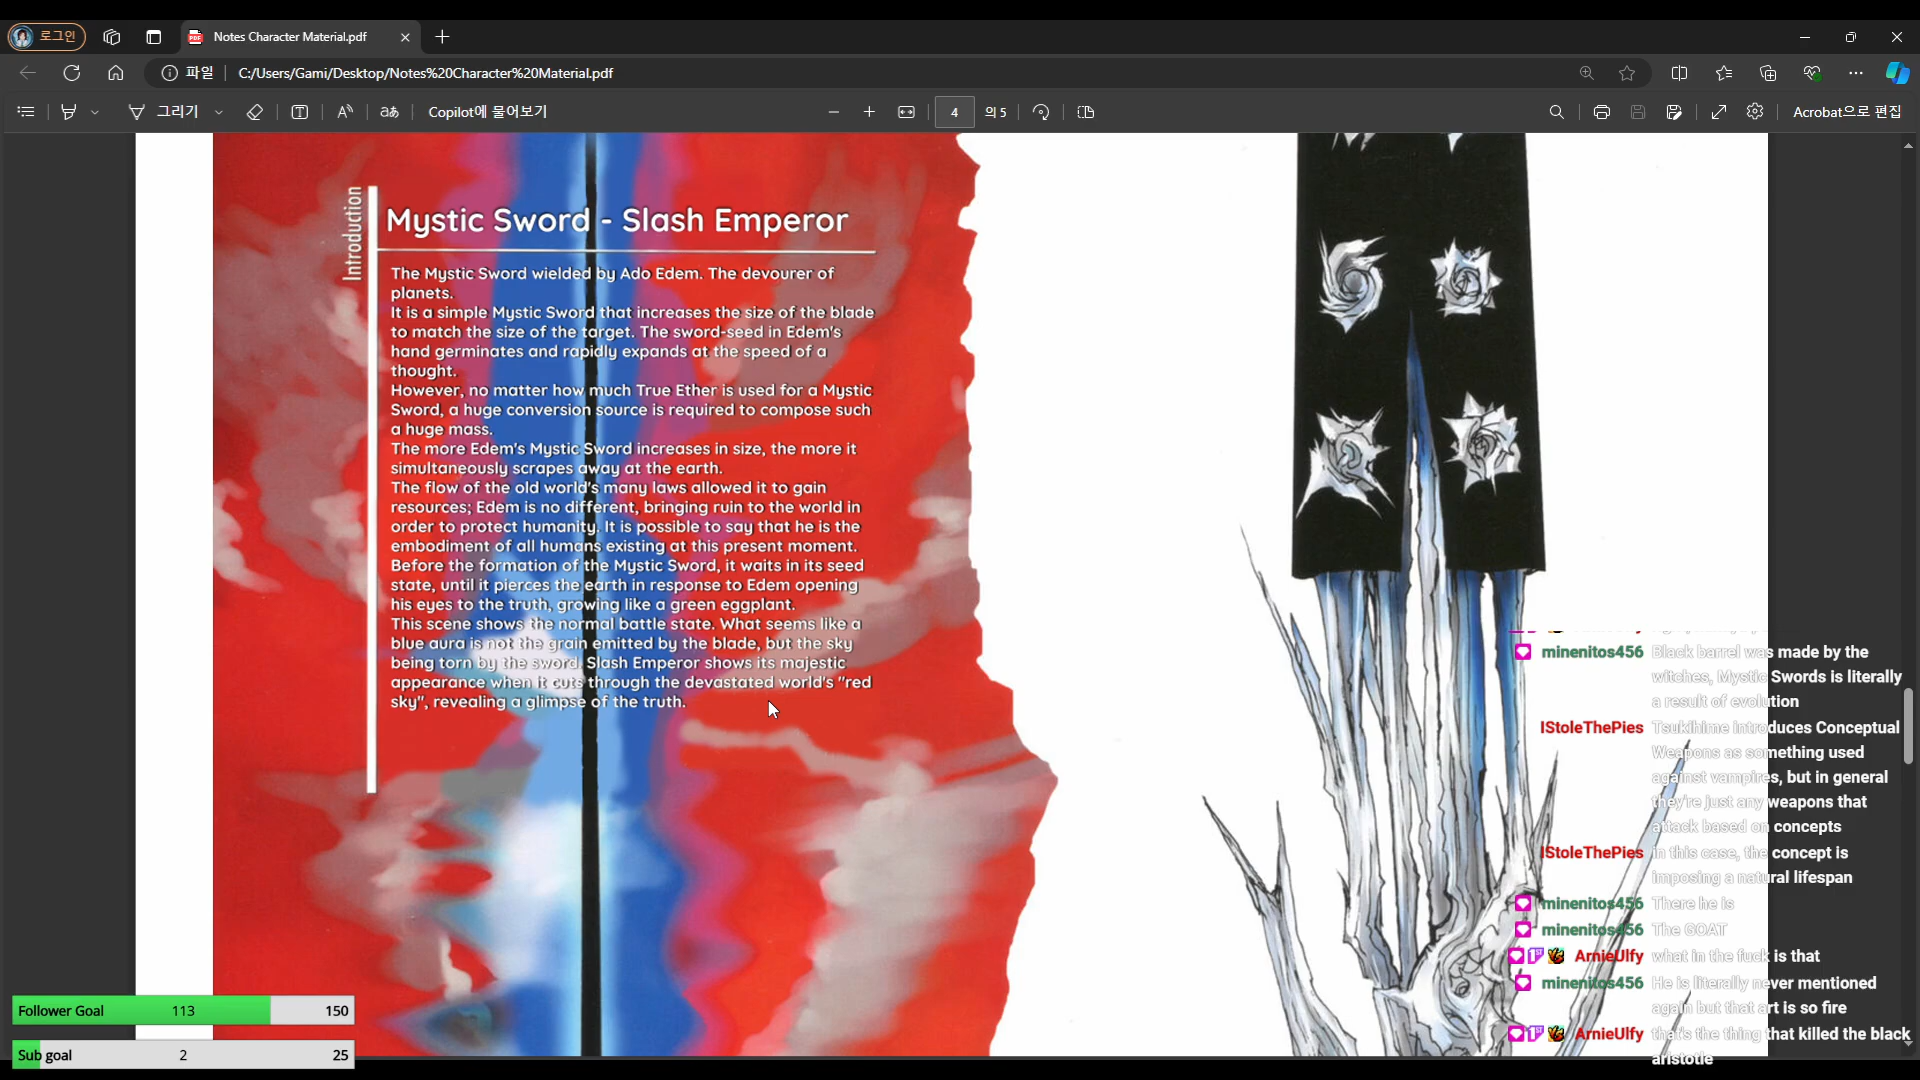 로그인
Notes Character Material.pdf
파일
C:/Users/Gami/Desktop/Notes%20Character%20Material.pdf
그리기
Copilot에 물어보기
4
의 5
Acrobat으로 편집
Introduction
Mystic Sword - Slash Emperor
The Mystic Sword wielded by Ado Edem. The devourer of
planets.
It is a simple Mystic Sword that increases the size of the blade
to match the size of the target. The sword-seed in Edem's
hand germinates and rapidly expands at the speed of a
thought.
However, no matter how much True Ether is used for a Mystic
Sword, a huge conversion source is required to compose such
a huge mass.
The more Edem's Mystic Sword increases in size, the more it
simultaneously scrapes away at the earth.
The flow of the old world's many laws allowed it to gain
resources; Edem is no different, bringing ruin to the world in
order to protect humanity. It is possible to say that he is the
embodiment of all humans existing at this present moment.
Before the formation of the Mystic Sword, it waits in its seed
state, until it pierces the earth in response to Edem opening
his eyes to the truth, growing like a green eggplant.
This scene shows the normal battle state. What seems like a
blue aura is not the grain emitted by the blade, but the sky
being torn by the sword. Slash Emperor shows its majestic
appearance when it cuts through the devastated world's "red
sky", revealing a glimpse of the truth.
minenitos456 Black barrel was made by the
witches, Mystic Swords is literally
a result of evolution
IStoleThePies Tsukihime introduces Conceptual
Weapons as something used
against vampires, but in general
they're just any weapons that
attack based on concepts
IStoleThePies in this case, the concept is
imposing a natural lifespan
minenitos456 There he is
minenitos456 The GOAT
ArnieUlfy what in the fuck is that
minenitos456 He is literally never mentioned
again but that art is so fire
ArnieUlfy that's the thing that killed the black
aristotle
Follower Goal 113 150
Sub goal 2 25